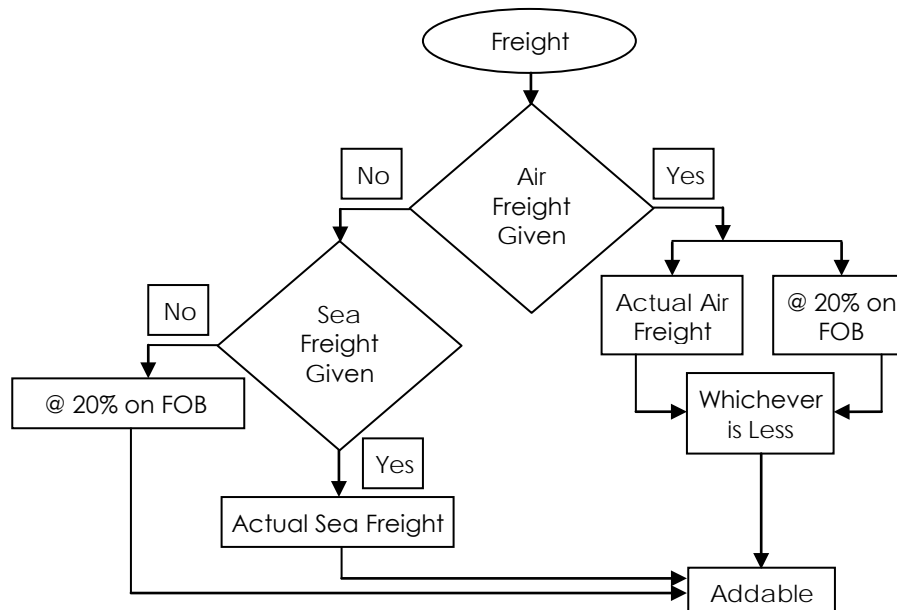 Freight
No
Air
Freight
Given
Yes
No
Sea
Freight
Given
Actual Air
Freight
@ 20% on
FOB
@ 20% on FOB
Whichever
is Less
Yes
Actual Sea Freight
Addable